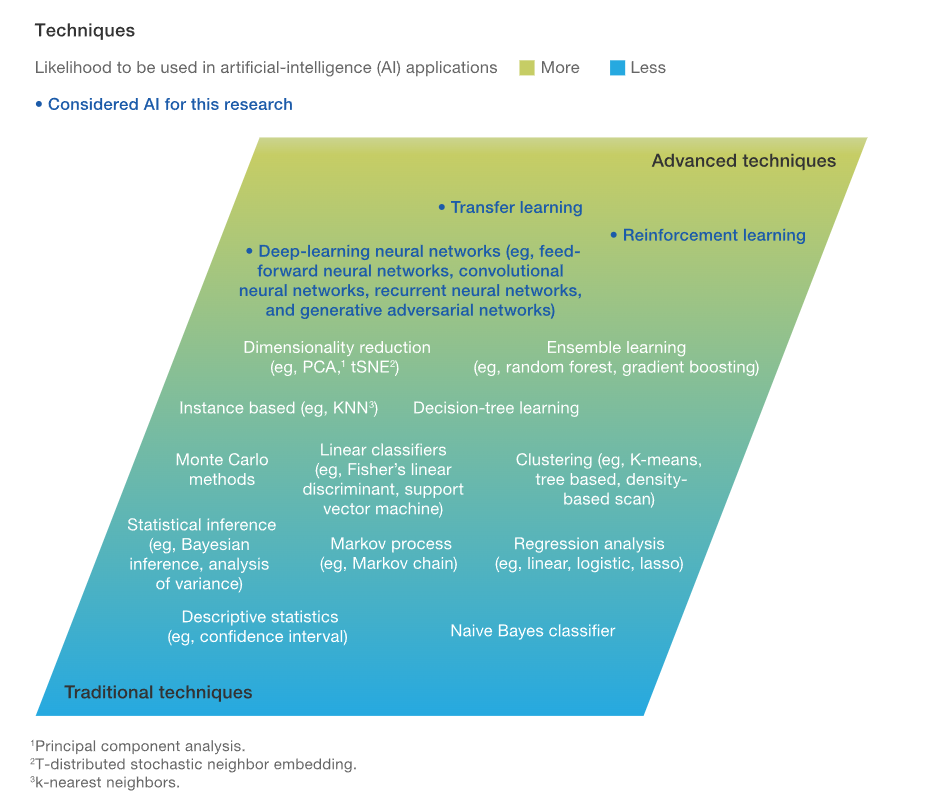 Techniques
Likelihood to be used in artificial-intelligence (AI) applications More Less
• Considered AI for this research
Advanced techniques
• Transfer learning
• Reinforcement learning
• Deep-learning neural networks (eg, feed-
forward neural networks, convolutional
neural networks, recurrent neural networks,
and generative adversarial networks)
Dimensionality reduction
(eg, PCA,¹ tSNE²)
Ensemble learning
(eg, random forest, gradient boosting)
Instance based (eg, KNN³)
Decision-tree learning
Monte Carlo
methods
Linear classifiers
(eg, Fisher’s linear
discriminant, support
vector machine)
Clustering (eg, K-means,
tree based, density-
based scan)
Statistical inference
(eg, Bayesian
inference, analysis
of variance)
Markov process
(eg, Markov chain)
Regression analysis
(eg, linear, logistic, lasso)
Descriptive statistics
(eg, confidence interval)
Naive Bayes classifier
Traditional techniques
¹Principal component analysis.
²T-distributed stochastic neighbor embedding.
³k-nearest neighbors.